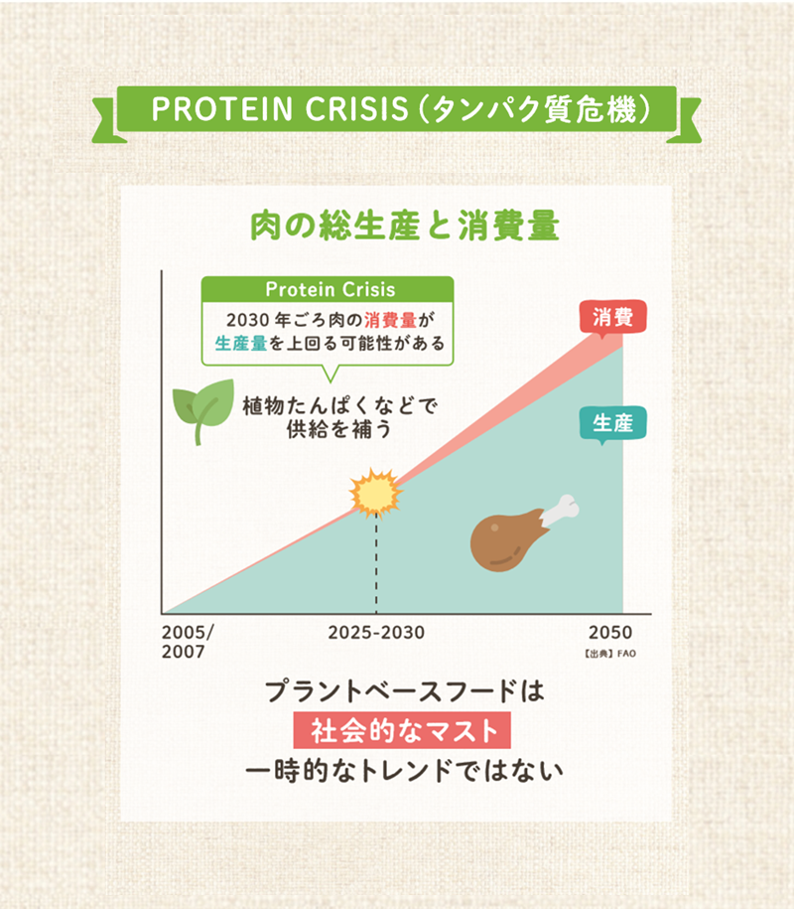 PROTEIN CRISIS(タンパク質危機)
肉の総生産と消費量
Protein Crisis
2030年ごろ肉の消費量が
生産量を上回る可能性がある
植物たんぱくなどで
供給を補う
消費
生産
2005/
2007
2025-2030
2050
【出典】FAO
プラントベースフードは
社会的なマスト
一時的なトレンドではない